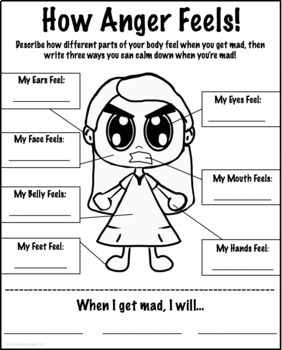 How Anger Feels!
Describe how different parts of your body feel when you get mad, then
write three ways you can calm down when you're mad!
My Ears Feel:
My Eyes Feel:
My Face Feels:
My Mouth Feels:
My Belly Feels:
My Feet Feel:
My Hands Feel:
When I get mad, I will...